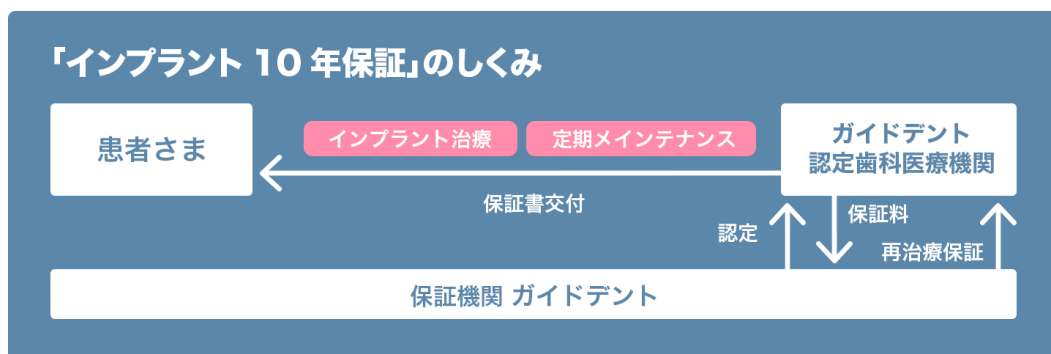 「インプラント 10 年保証」のしくみ
患者さま
インプラント治療
定期メインテナンス
ガイドデント
認定歯科医療機関
保証書交付
認定
保証料
再治療保証
保証機関 ガイドデント